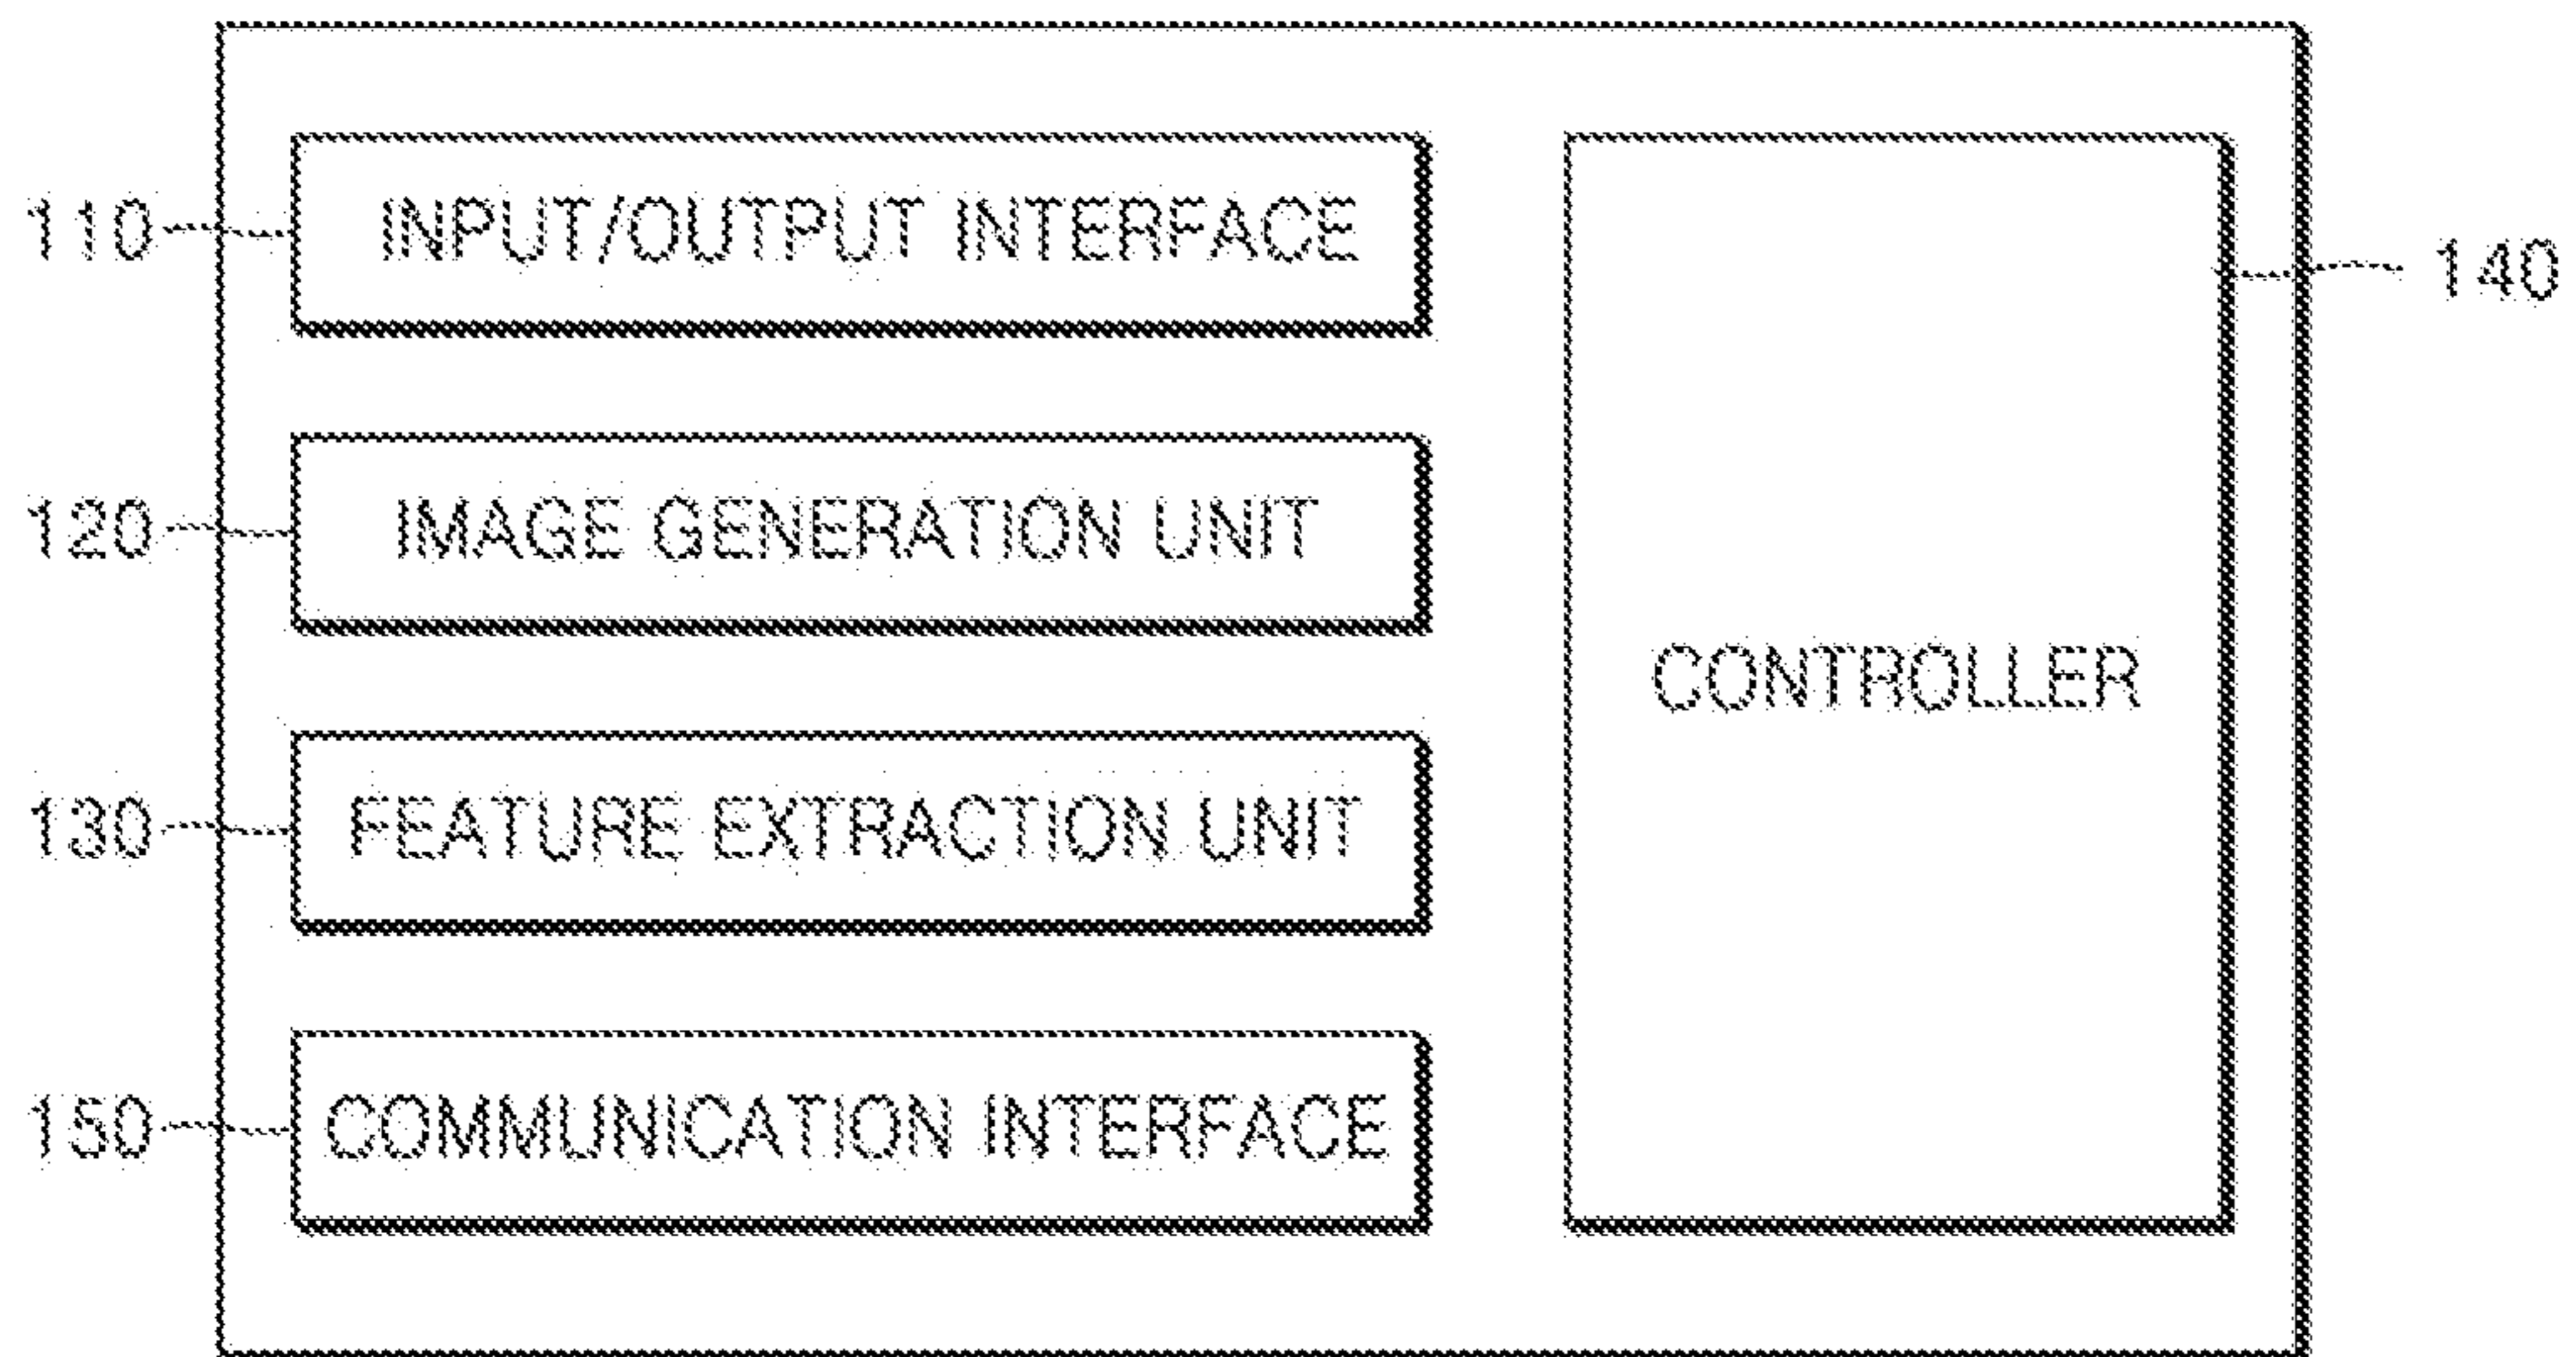 110 INPUT/OUTPUT INTERFACE
140
120 IMAGE GENERATION UNIT
CONTROLLER
130 FEATURE EXTRACTION UNIT
150 COMMUNICATION INTERFACE